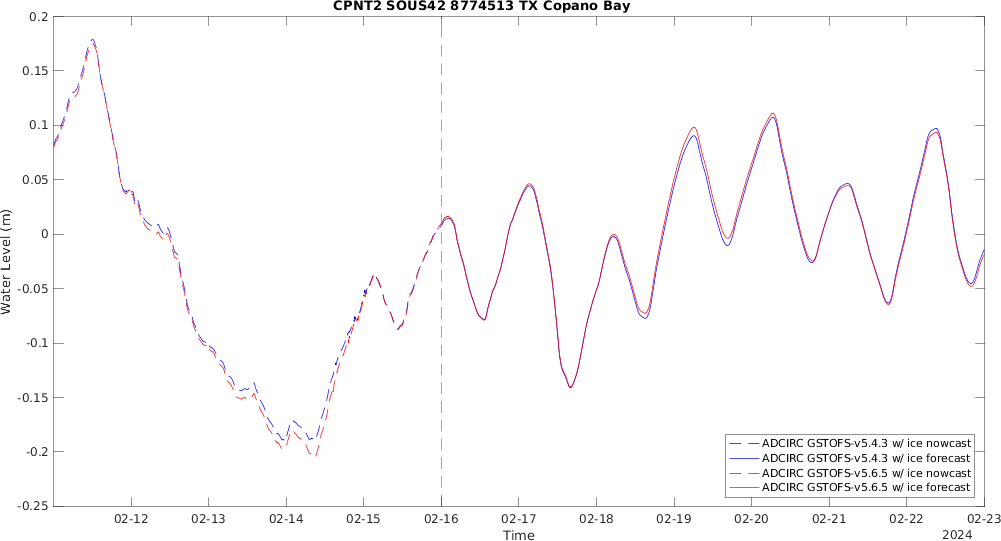 CPNT2 SOUS42 8774513 TX Copano Bay
0.2
0.15
0.1
0.05
0
-0.05
-0.1
-0.15
-0.2
-0.25
Water Level (m)
ADCIRC GSTOFS-v5.4.3 w/ ice nowcast
ADCIRC GSTOFS-v5.4.3 w/ ice forecast
ADCIRC GSTOFS-v5.6.5 w/ ice nowcast
ADCIRC GSTOFS-v5.6.5 w/ ice forecast
02-12 02-13 02-14 02-15 02-16 02-17 02-18 02-19 02-20 02-21 02-22 02-23
Time
2024